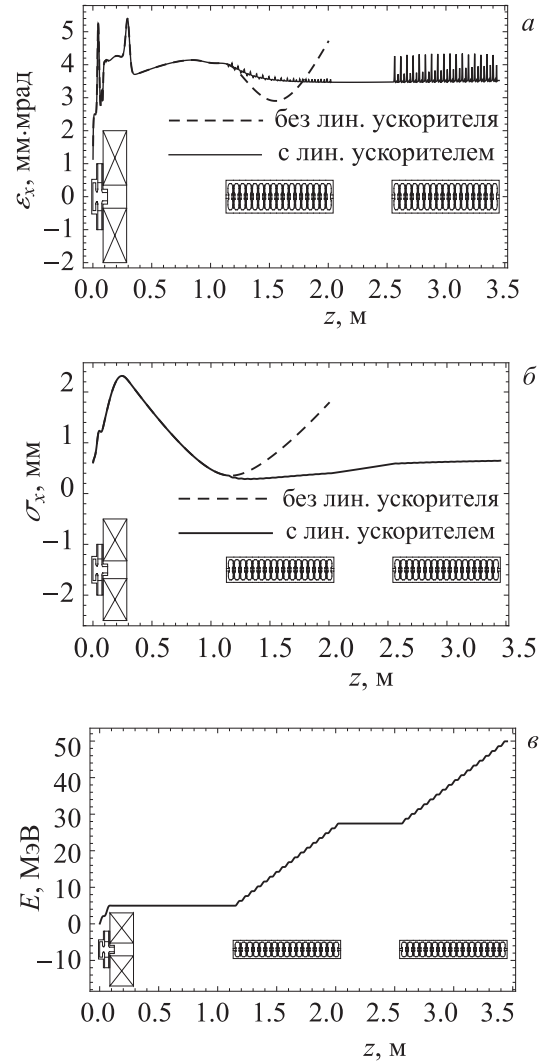 а
5
4
3
2
1
0
−1
−2
εx, мм·мрад
без лин. ускорителя
с лин. ускорителем
0.0 0.5 1.0 1.5 2.0 2.5 3.0 3.5
z, м
б
2
1
0
−1
−2
σx, мм
без лин. ускорителя
с лин. ускорителем
0.0 0.5 1.0 1.5 2.0 2.5 3.0 3.5
z, м
в
50
40
30
20
10
0
−10
E, МэВ
0.0 0.5 1.0 1.5 2.0 2.5 3.0 3.5
z, м